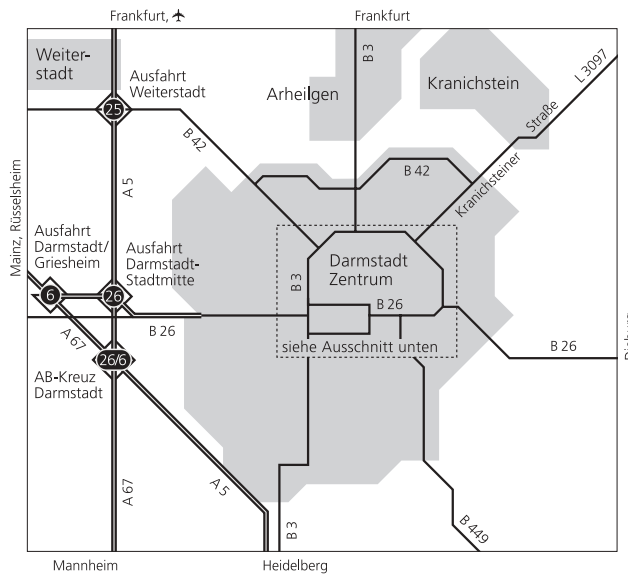 Frankfurt, ✈
Frankfurt
Weiter-
stadt
Ausfahrt
Weiterstadt
25
B 3
Arheilgen
Kranichstein
L 3097
Kranichsteiner Straße
B 42
B 42
A 5
Mainz, Rüsselsheim
Ausfahrt
Darmstadt/
Griesheim
Ausfahrt
Darmstadt-
Stadtmitte
6
26
Darmstadt
Zentrum
B 3
B 26
B 26
A 67
siehe Ausschnitt unten
B 26
26/6
AB-Kreuz
Darmstadt
A 67
A 5
B 3
B 449
Mannheim
Heidelberg